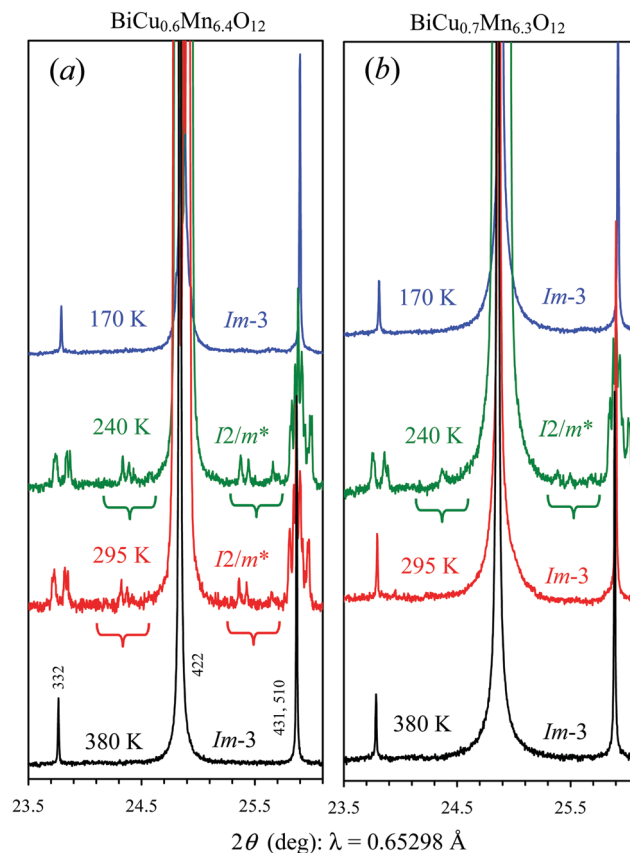 BiCu₀.₆Mn₆.₄O₁₂
(a)
170 K Im-3
240 K I2/m*
295 K I2/m*
332
422
431, 510
380 K Im-3
23.5 24.5 25.5
BiCu₀.₇Mn₆.₃O₁₂
(b)
170 K Im-3
240 K I2/m*
295 K Im-3
380 K Im-3
23.5 24.5 25.5
2θ (deg): λ = 0.65298 Å